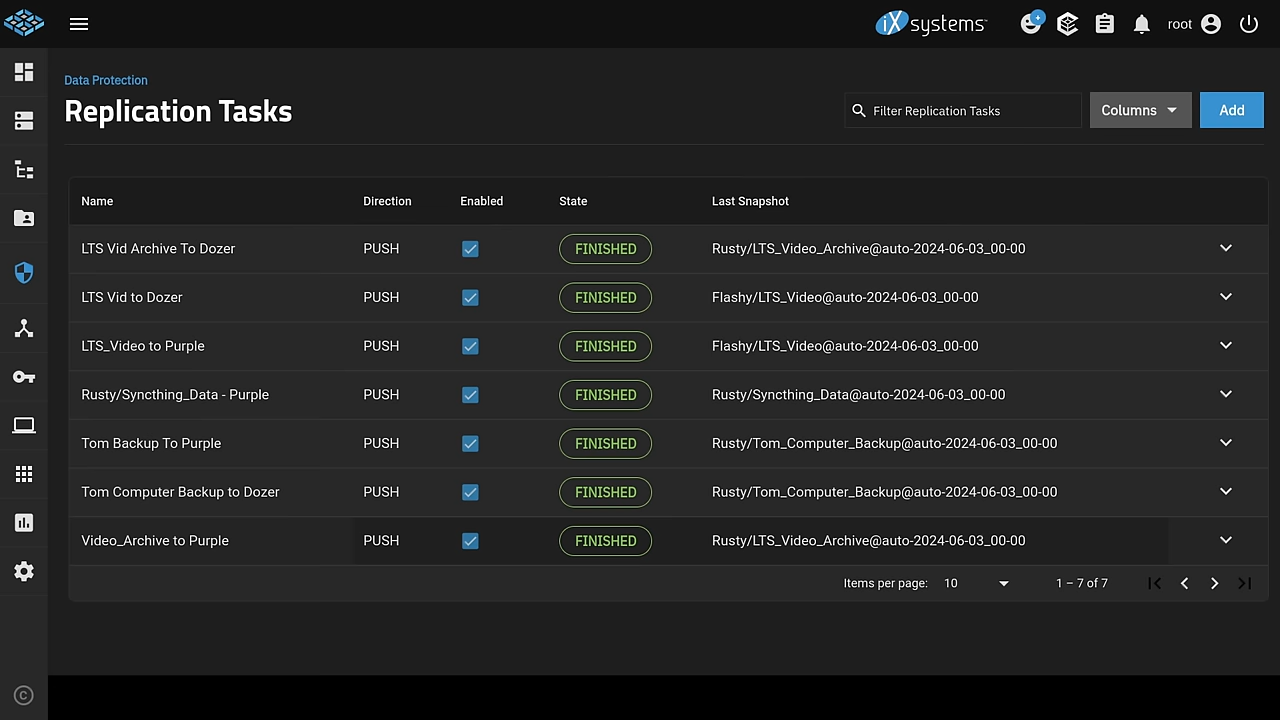 iXsystems
root
Data Protection
Replication Tasks
Filter Replication Tasks
Columns
Add
Name Direction Enabled State Last Snapshot
LTS Vid Archive To Dozer PUSH FINISHED Rusty/LTS_Video_Archive@auto-2024-06-03_00-00
LTS Vid to Dozer PUSH FINISHED Flashy/LTS_Video@auto-2024-06-03_00-00
LTS_Video to Purple PUSH FINISHED Flashy/LTS_Video@auto-2024-06-03_00-00
Rusty/Syncthing_Data - Purple PUSH FINISHED Rusty/Syncthing_Data@auto-2024-06-03_00-00
Tom Backup To Purple PUSH FINISHED Rusty/Tom_Computer_Backup@auto-2024-06-03_00-00
Tom Computer Backup to Dozer PUSH FINISHED Rusty/Tom_Computer_Backup@auto-2024-06-03_00-00
Video_Archive to Purple PUSH FINISHED Rusty/LTS_Video_Archive@auto-2024-06-03_00-00
Items per page: 10 1 – 7 of 7
©